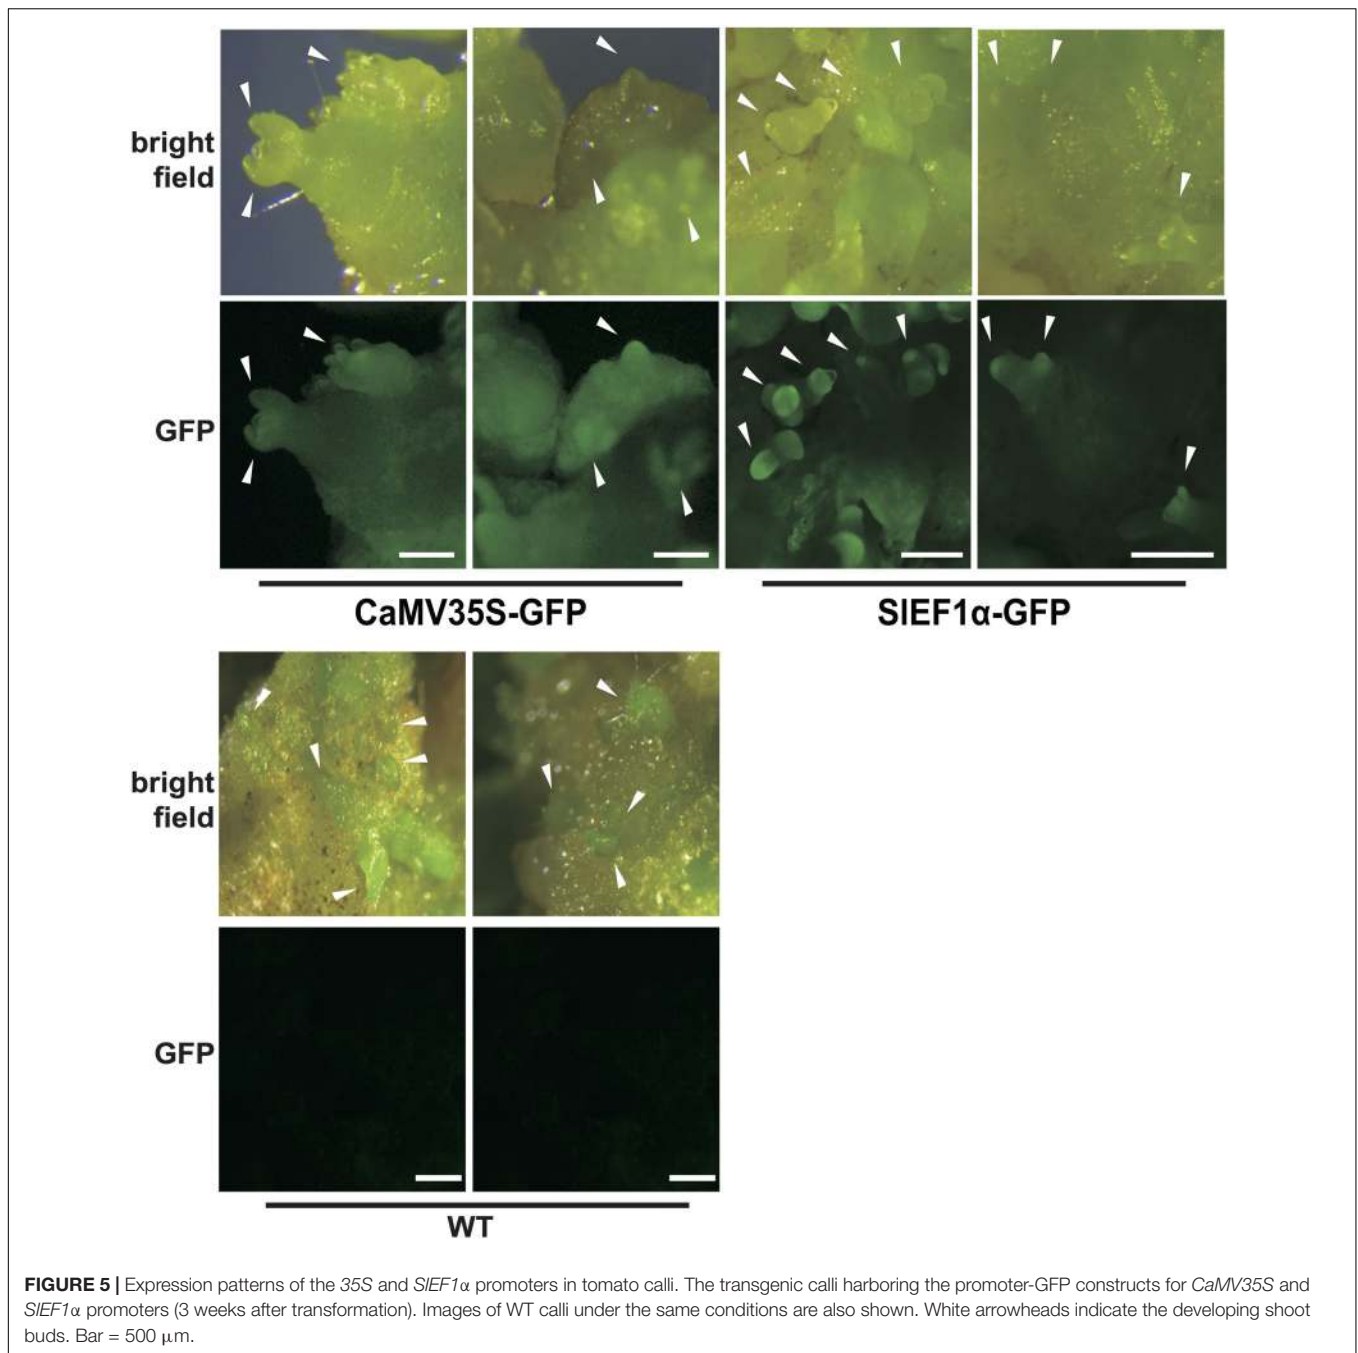 bright
field
GFP
CaMV35S-GFP
SlEF1α-GFP
bright
field
GFP
WT
FIGURE 5 | Expression patterns of the 35S and SlEF1α promoters in tomato calli. The transgenic calli harboring the promoter-GFP constructs for CaMV35S and
SlEF1α promoters (3 weeks after transformation). Images of WT calli under the same conditions are also shown. White arrowheads indicate the developing shoot
buds. Bar = 500 μm.